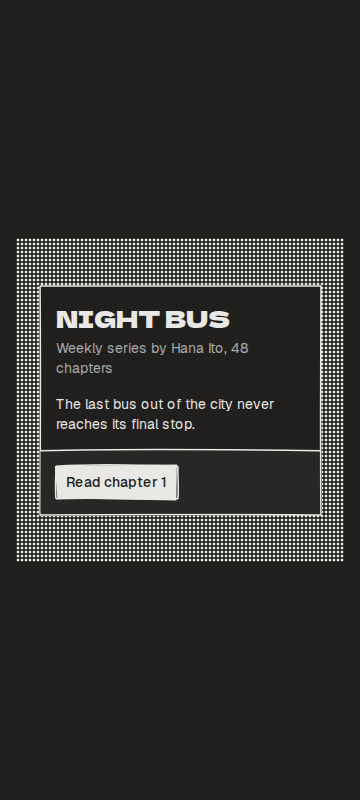 NIGHT BUS
Weekly series by Hana Ito, 48
chapters
The last bus out of the city never
reaches its final stop.
Read chapter 1